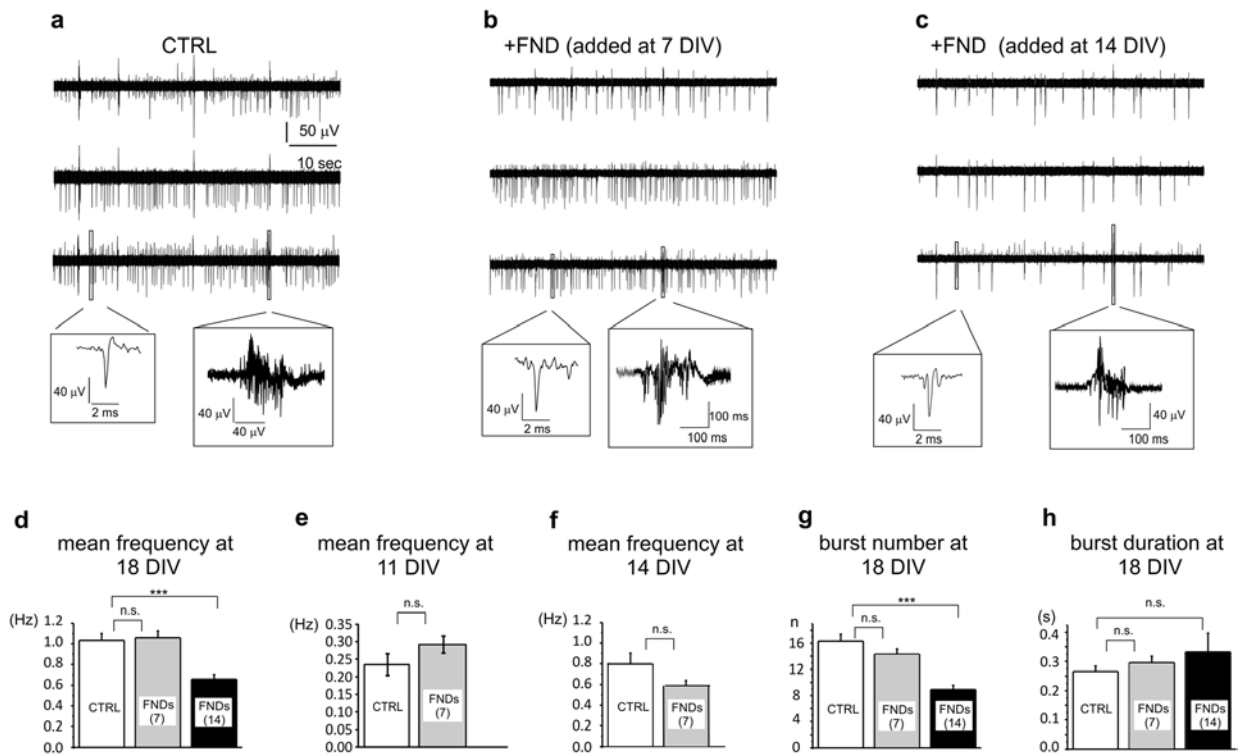 a
CTRL
50 μV
10 sec
40 μV
2 ms
40 μV
40 μV
b
+FND (added at 7 DIV)
40 μV
2 ms
100 ms
100 ms
c
+FND (added at 14 DIV)
40 μV
2 ms
40 μV
100 ms
d
mean frequency at
18 DIV
(Hz)
1.2
1.0
0.8
0.6
0.4
0.2
0.0
***
n.s.
CTRL
FNDs
(7)
FNDs
(14)
e
mean frequency at
11 DIV
(Hz)
0.35
0.30
0.25
0.20
0.15
0.10
0.05
0.00
n.s.
CTRL
FNDs
(7)
f
mean frequency at
14 DIV
(Hz)
1.2
1.0
0.8
0.6
0.4
0.2
0.0
n.s.
CTRL
FNDs
(7)
g
burst number at
18 DIV
n
16
12
8
4
0
***
n.s.
CTRL
FNDs
(7)
FNDs
(14)
h
burst duration at
18 DIV
(s)
0.4
0.3
0.2
0.1
0.0
n.s.
n.s.
CTRL
FNDs
(7)
FNDs
(14)